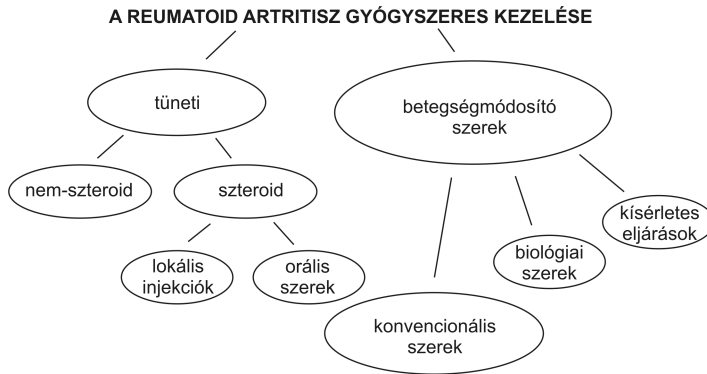 A REUMATOID ARTRITISZ GYÓGYSZERES KEZELÉSE
tüneti
betegségmódosító
szerek
nem-szteroid
szteroid
kísérletes
eljárások
lokális
injekciók
orális
szerek
biológiai
szerek
konvencionális
szerek